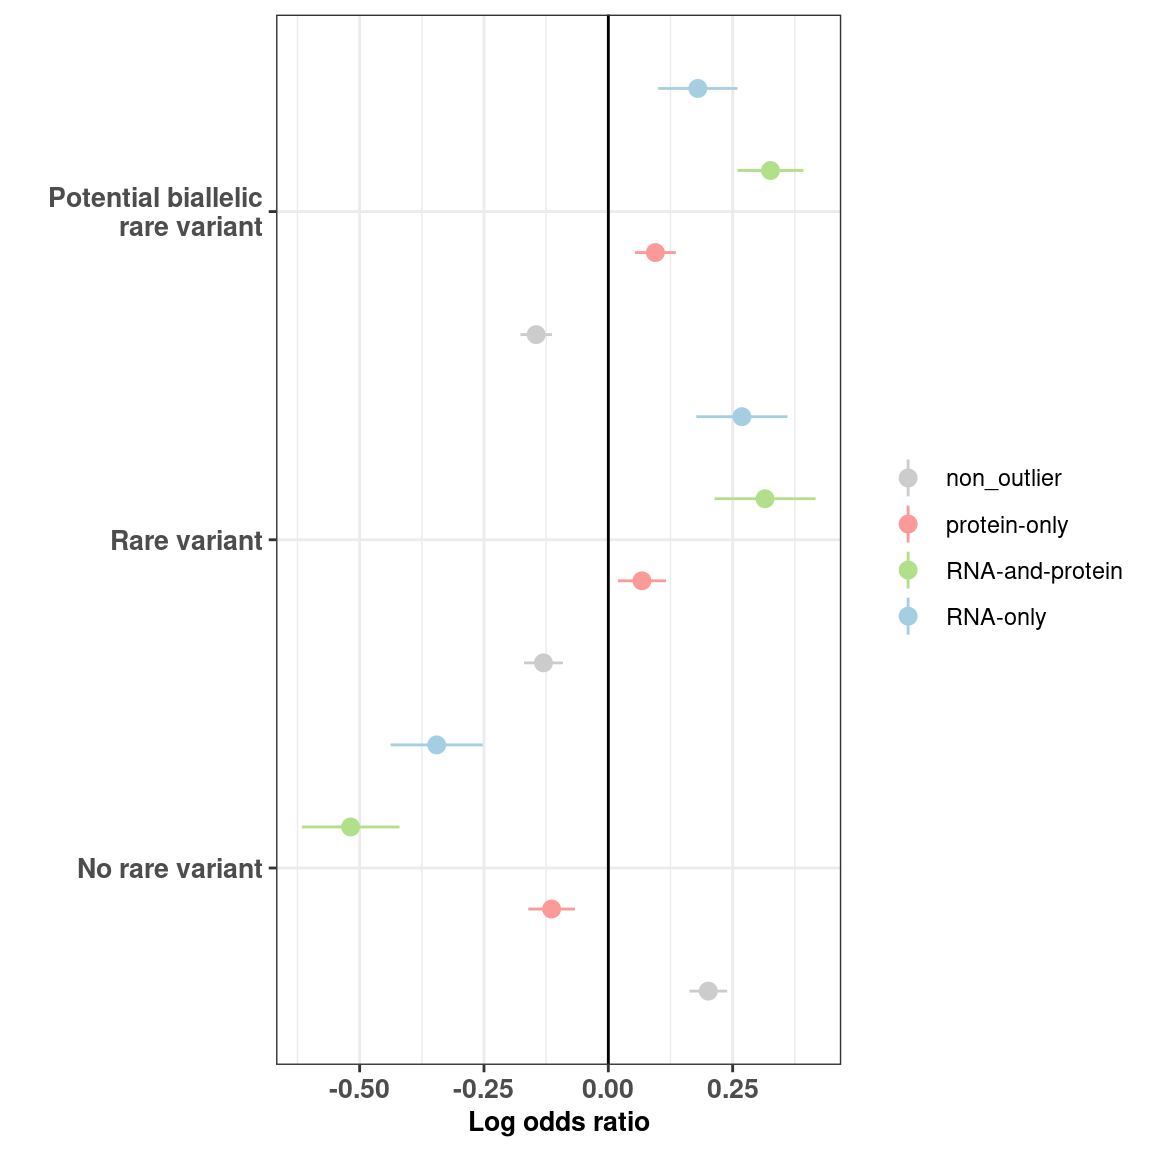 Potential biallelic
rare variant
Rare variant
No rare variant
-0.50
-0.25
0.00
0.25
Log odds ratio
non_outlier
protein-only
RNA-and-protein
RNA-only